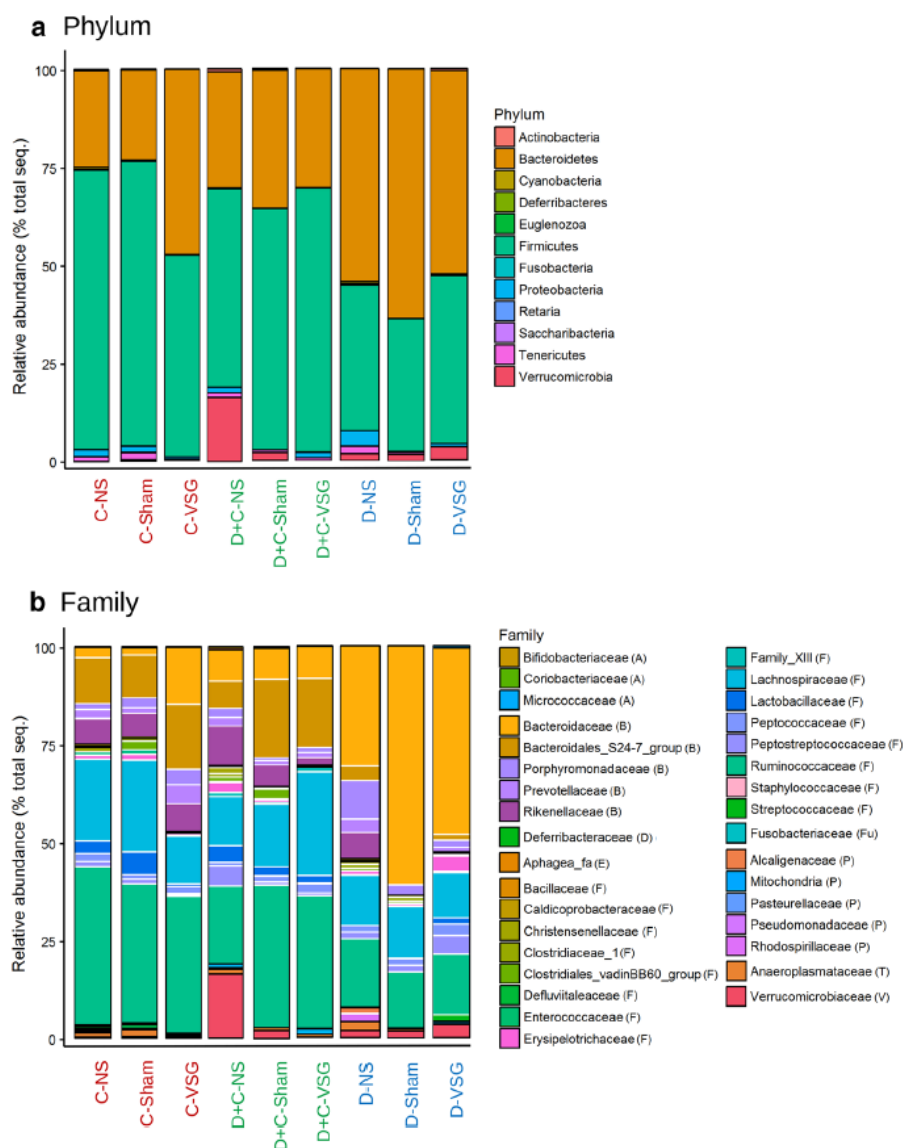 a Phylum
Relative abundance (% total seq.)
100
75
50
25
0
C-NS
C-Sham
C-VSG
D+C-NS
D+C-Sham
D+C-VSG
D-NS
D-Sham
D-VSG
Phylum
Actinobacteria
Bacteroidetes
Cyanobacteria
Deferribacteres
Euglenozoa
Firmicutes
Fusobacteria
Proteobacteria
Retaria
Saccharibacteria
Tenericutes
Verrucomicrobia
b Family
Relative abundance (% total seq.)
100
75
50
25
0
C-NS
C-Sham
C-VSG
D+C-NS
D+C-Sham
D+C-VSG
D-NS
D-Sham
D-VSG
Family
Bifidobacteriaceae (A)
Coriobacteriaceae (A)
Micrococcaceae (A)
Bacteroidaceae (B)
Bacteroidales_S24-7_group (B)
Porphyromonadaceae (B)
Prevotellaceae (B)
Rikenellaceae (B)
Deferribacteraceae (D)
Aphagea_fa (E)
Bacillaceae (F)
Caldicoprobacteraceae (F)
Christensenellaceae (F)
Clostridiaceae_1 (F)
Clostridiales_vadinBB60_group (F)
Defluviitaleaceae (F)
Enterococcaceae (F)
Erysipelotrichaceae (F)
Family_XIII (F)
Lachnospiraceae (F)
Lactobacillaceae (F)
Peptococcaceae (F)
Peptostreptococcaceae (F)
Ruminococcaceae (F)
Staphylococcaceae (F)
Streptococcaceae (F)
Fusobacteriaceae (Fu)
Alcaligenaceae (P)
Mitochondria (P)
Pasteurellaceae (P)
Pseudomonadaceae (P)
Rhodospirillaceae (P)
Anaeroplasmataceae (T)
Verrucomicrobiaceae (V)